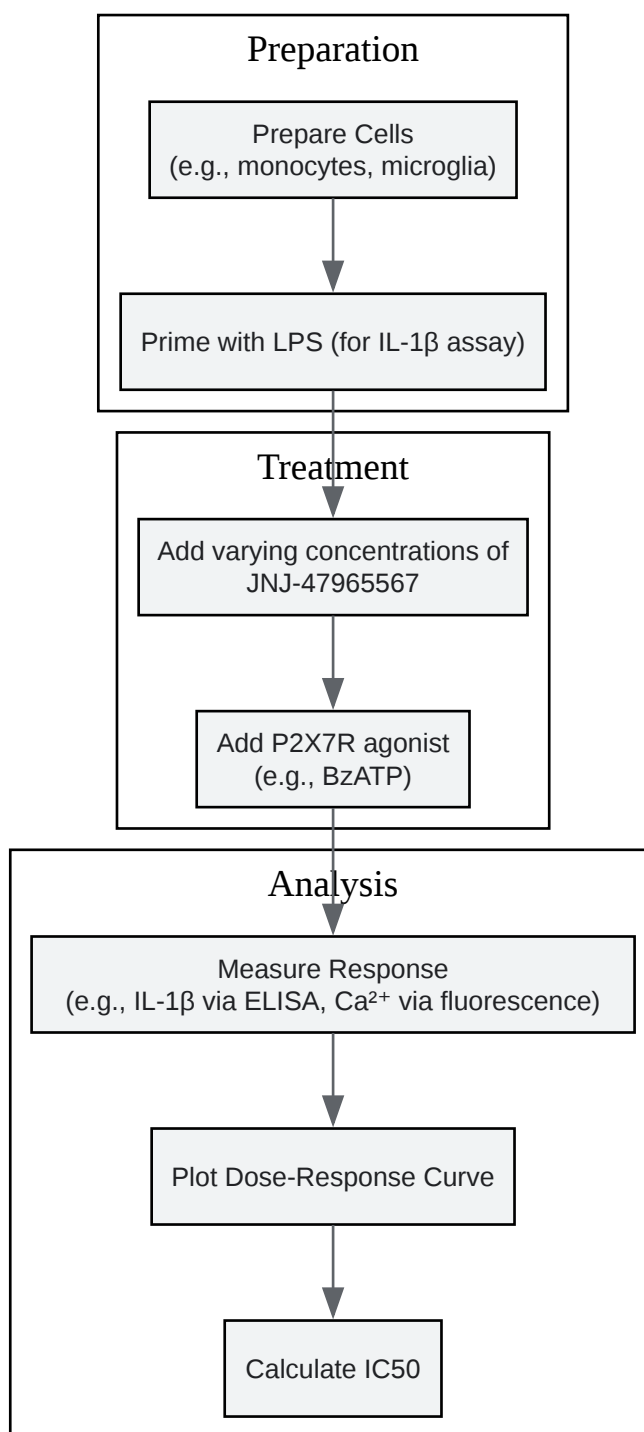 Preparation
Prepare Cells
(e.g., monocytes, microglia)
Prime with LPS (for IL-1β assay)
Treatment
Add varying concentrations of
JNJ-47965567
Add P2X7R agonist
(e.g., BzATP)
Analysis
Measure Response
(e.g., IL-1β via ELISA, Ca²⁺ via fluorescence)
Plot Dose-Response Curve
Calculate IC50